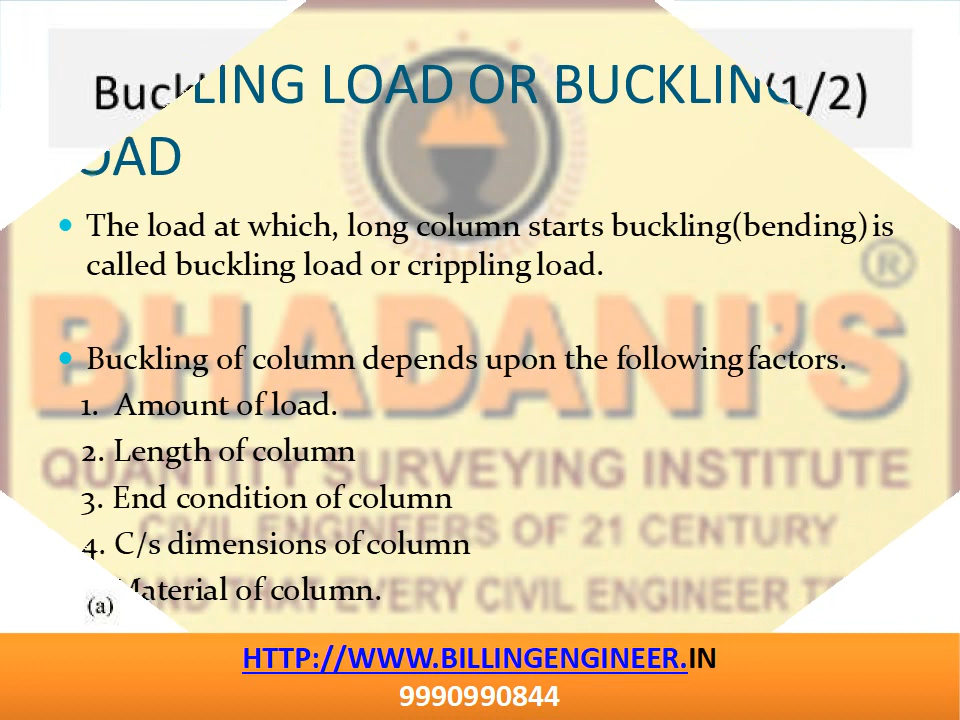 Buck LING LOAD OR BUCKLING (1/2)
OAD
• The load at which, long column starts buckling(bending) is
called buckling load or crippling load.
®
BHADANI'S
• Buckling of column depends upon the following factors.
1. Amount of load.
2. Length of column
QUANTITY SURVEYING INSTITUTE
3. End condition of column
CIVIL ENGINEERS OF 21 CENTURY
4. C/s dimensions of column
Material of column.
AND THAT EVERY CIVIL ENGINEER
(a)
HTTP://WWW.BILLINGENGINEER.IN
9990990844